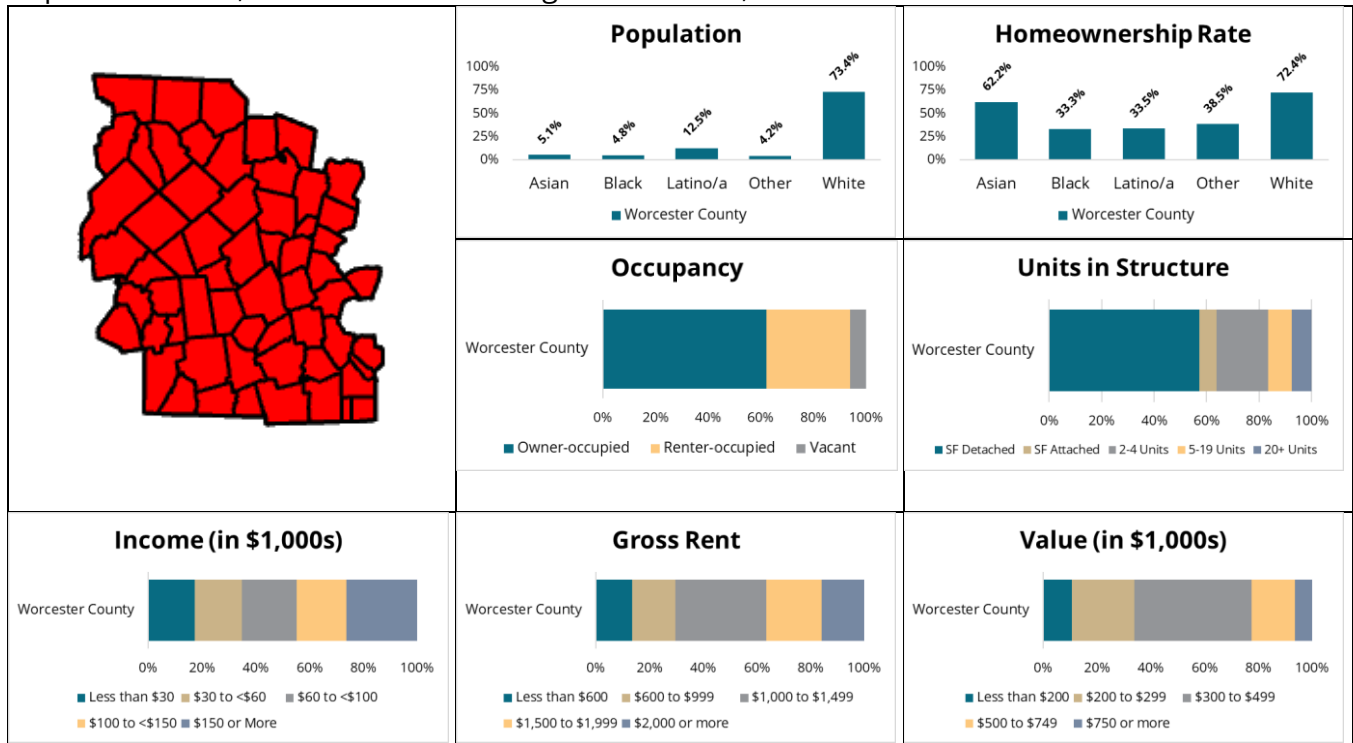 Population
100%
75%
50%
25%
0%
5.1%
4.8%
12.5%
4.2%
73.4%
Asian Black Latino/a Other White
Worcester County
Homeownership Rate
100%
75%
50%
25%
0%
62.2%
33.3%
33.5%
38.5%
72.4%
Asian Black Latino/a Other White
Worcester County
Occupancy
Worcester County
0% 20% 40% 60% 80% 100%
Owner-occupied Renter-occupied Vacant
Units in Structure
Worcester County
0% 20% 40% 60% 80% 100%
SF Detached SF Attached 2-4 Units 5-19 Units 20+ Units
Income (in $1,000s)
Worcester County
0% 20% 40% 60% 80% 100%
Less than $30 $30 to <$60 $60 to <$100
$100 to <$150 $150 or More
Gross Rent
Worcester County
0% 20% 40% 60% 80% 100%
Less than $600 $600 to $999 $1,000 to $1,499
$1,500 to $1,999 $2,000 or more
Value (in $1,000s)
Worcester County
0% 20% 40% 60% 80% 100%
Less than $200 $200 to $299 $300 to $499
$500 to $749 $750 or more